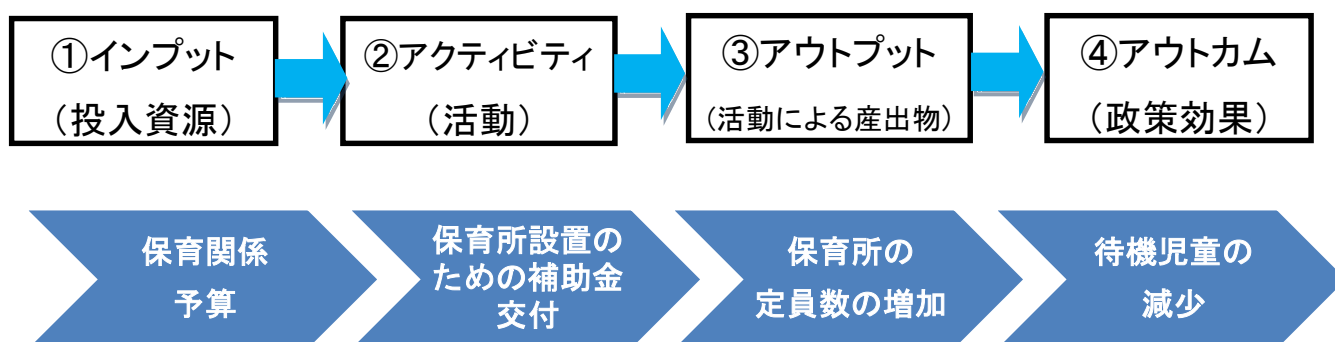 ①インプット
（投入資源）
②アクティビティ
（活動）
③アウトプット
（活動による産出物）
④アウトカム
（政策効果）
保育関係
予算
保育所設置の
ための補助金
交付
保育所の
定員数の増加
待機児童の
減少